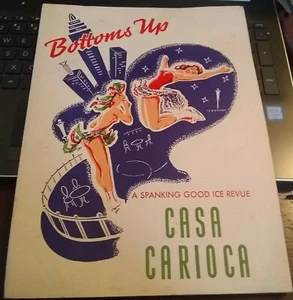 Bottoms Up
A SPANKING GOOD ICE REVUE
CASA
CARIOCA